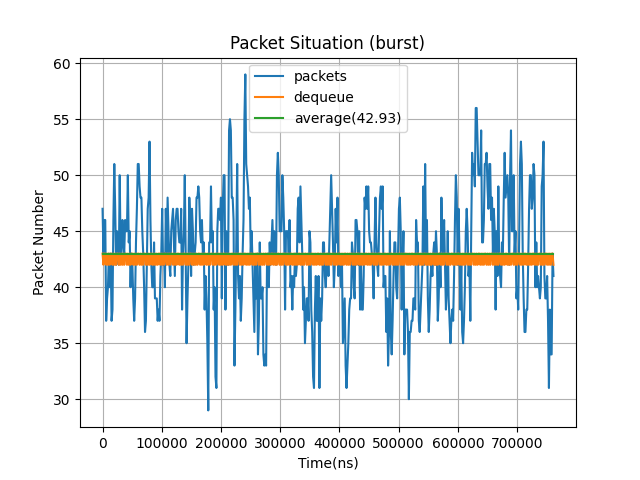 Packet Situation (burst)
packets
dequeue
average(42.93)
60
55
50
45
40
35
30
Packet Number
0 100000 200000 300000 400000 500000 600000 700000
Time(ns)